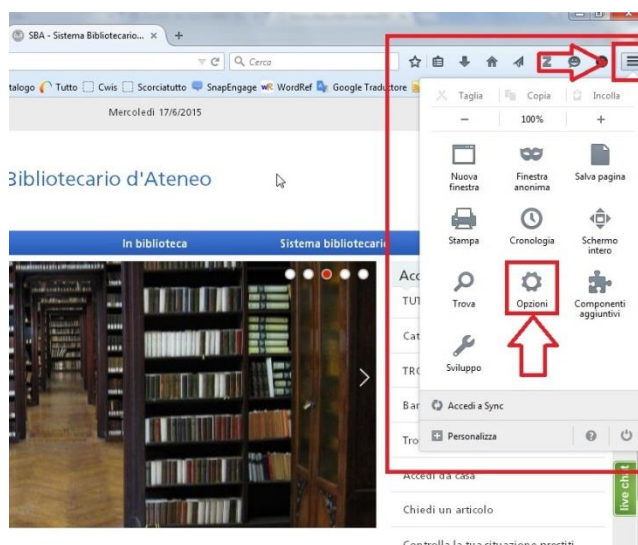 SBA - Sistema Bibliotecario...
Cerca
talogo Tutto Cwis Scorciatutto SnapEngage WordRef Google Traduttore
Mercoledì 17/6/2015
Bibliotecario d'Ateneo
In biblioteca Sistema bibliotecario
Taglia Copia Incolla
− 100% +
Nuova finestra
Finestra anonima
Salva pagina
Stampa
Cronologia
Schermo intero
Trova
Opzioni
Componenti aggiuntivi
Sviluppo
Accedi a Sync
Personalizza
Acc
TUT
Cat
TRO
Bar
Tro
Accedi da casa
Chiedi un articolo
Controlla la tua situazione prestiti
live chat